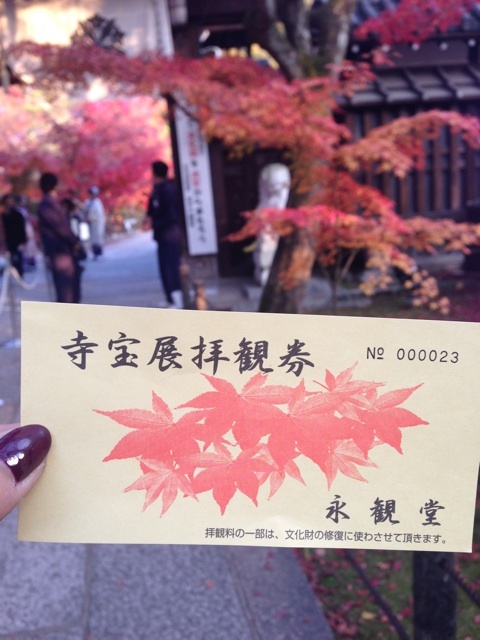 寺宝展拝観券
№ 000023
永観堂
拝観料の一部は、文化財の修復に使わさせて頂きます。